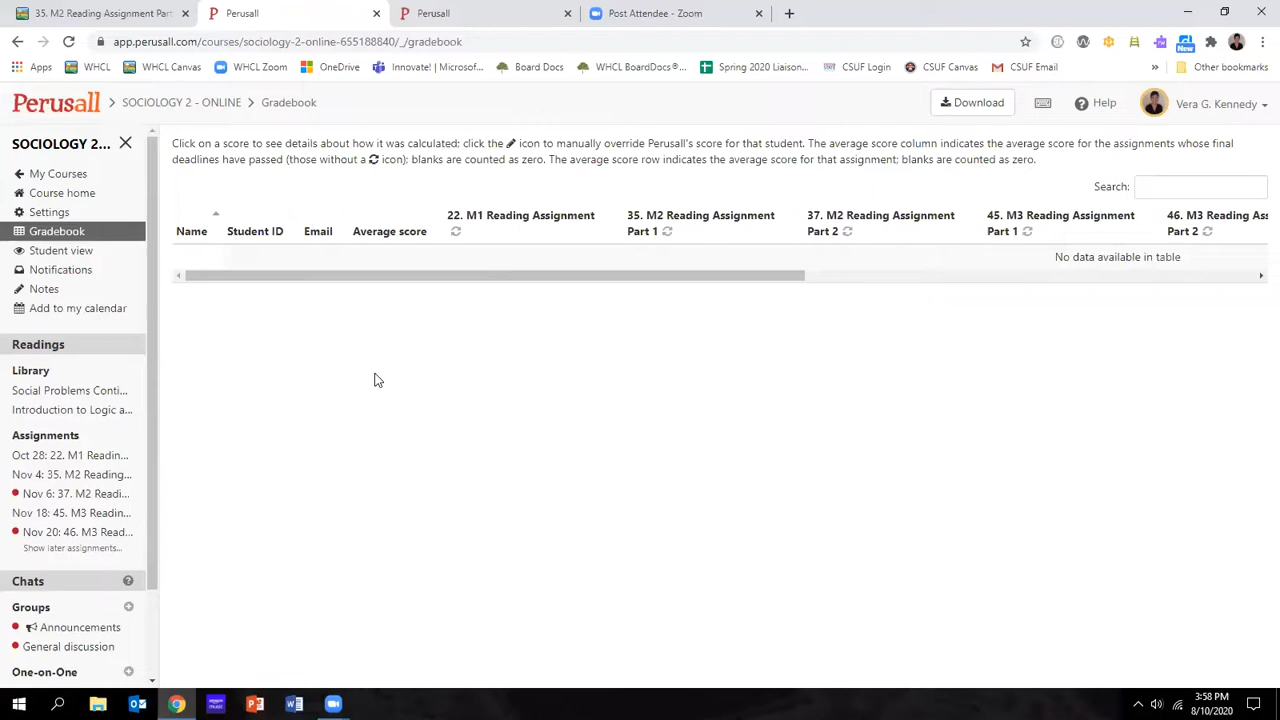 35. M2 Reading Assignment Part
Perusall
Perusall
Post Attendee - Zoom
app.perusall.com/courses/sociology-2-online-655188840/_/gradebook
New
Apps
WHCL
WHCL Canvas
WHCL Zoom
OneDrive
Innovate! | Microsof...
Board Docs
WHCL BoardDocs®...
Spring 2020 Liaison...
CSUF Login
CSUF Canvas
CSUF Email
»
Other bookmarks
Perusall
SOCIOLOGY 2 - ONLINE
Gradebook
Download
Help
Vera G. Kennedy
SOCIOLOGY 2...
My Courses
Course home
Settings
Gradebook
Student view
Notifications
Notes
Add to my calendar
Readings
Library
Social Problems Conti...
Introduction to Logic a...
Assignments
Oct 28: 22. M1 Readin...
Nov 4: 35. M2 Reading...
Nov 6: 37. M2 Readi...
Nov 18: 45. M3 Readin...
Nov 20: 46. M3 Read...
Show later assignments...
Chats
Groups
Announcements
General discussion
One-on-One
Click on a score to see details about how it was calculated; click the icon to manually override Perusall's score for that student. The average score column indicates the average score for the assignments whose final
deadlines have passed (those without a icon); blanks are counted as zero. The average score row indicates the average score for that assignment; blanks are counted as zero.
Search:
Name
Student ID
Email
Average score
22. M1 Reading Assignment
35. M2 Reading Assignment
Part 1
37. M2 Reading Assignment
Part 2
45. M3 Reading Assignment
Part 1
46. M3 Reading Ass
Part 2
No data available in table
3:58 PM
8/10/2020